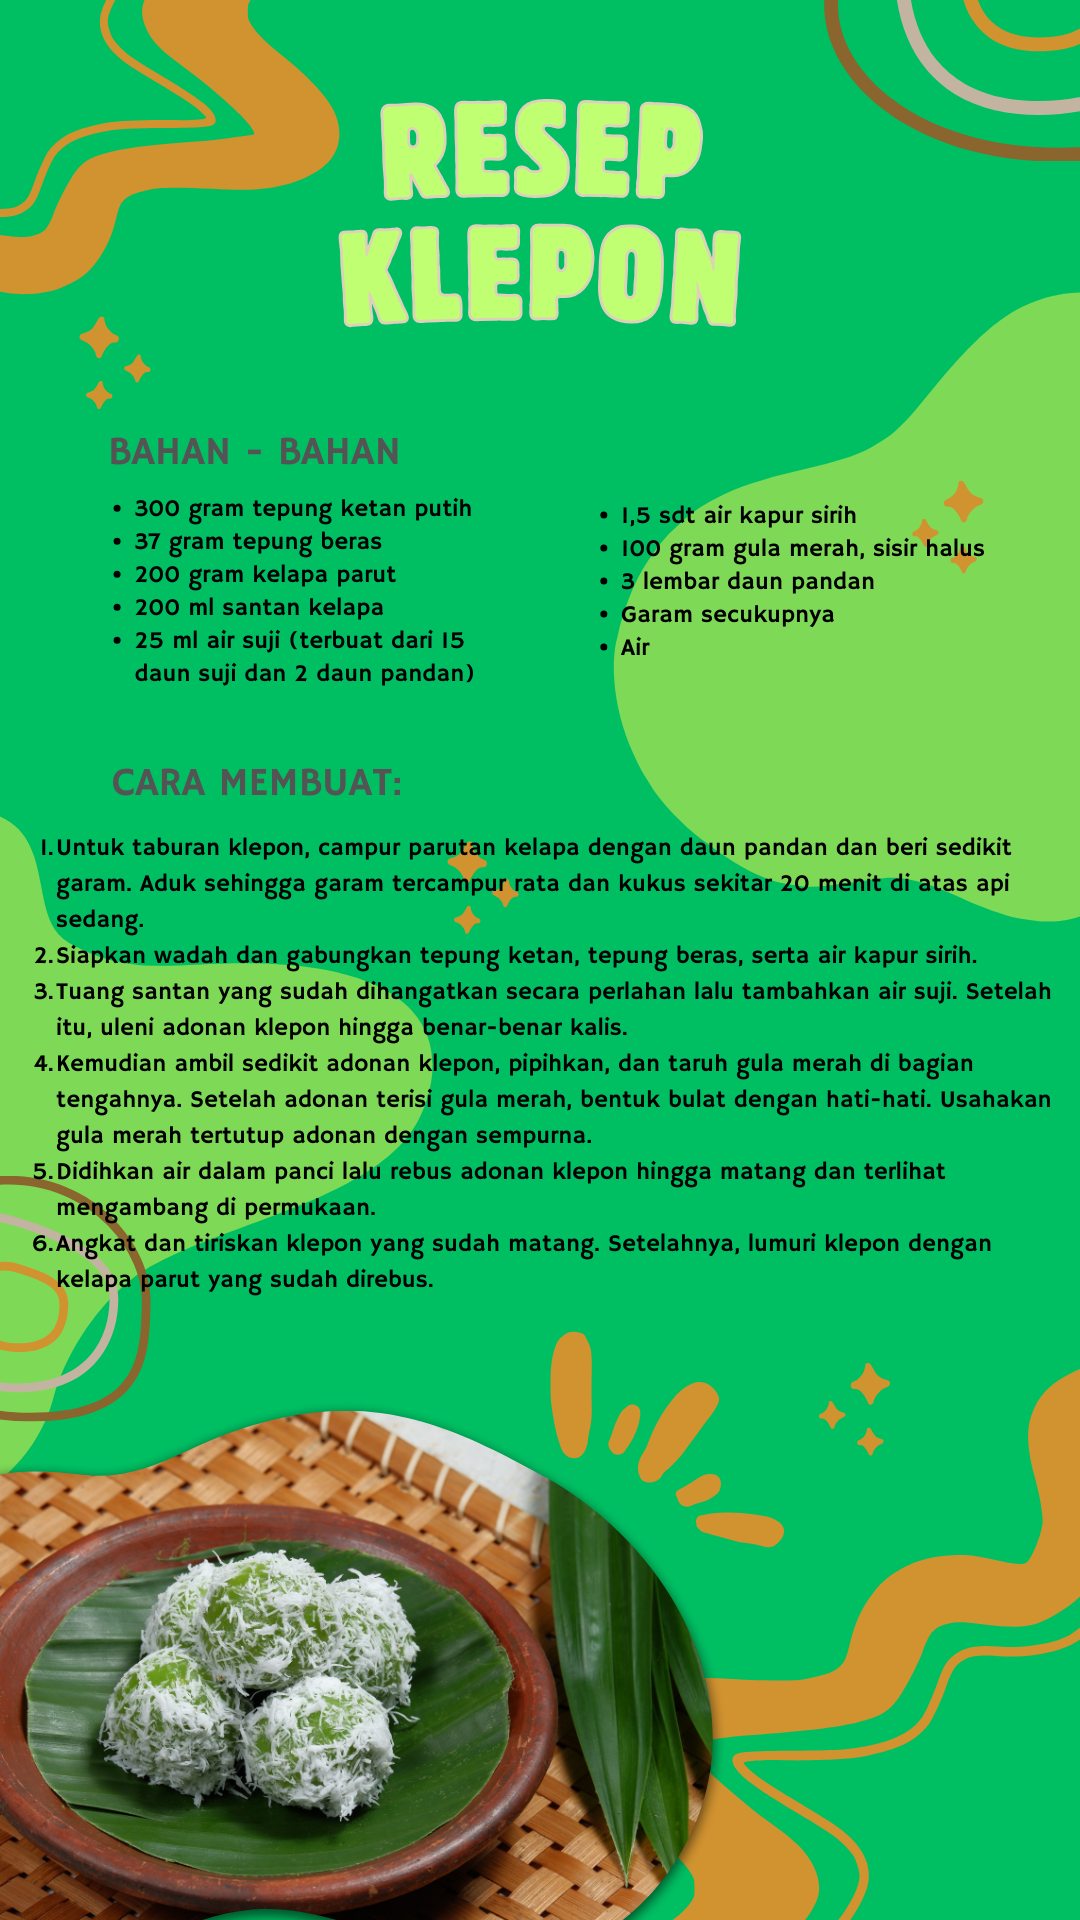 RESEP
KLEPON
BAHAN - BAHAN
• 300 gram tepung ketan putih
• 37 gram tepung beras
• 200 gram kelapa parut
• 200 ml santan kelapa
• 25 ml air suji (terbuat dari 15
daun suji dan 2 daun pandan)
• 1,5 sdt air kapur sirih
• 100 gram gula merah, sisir halus
• 3 lembar daun pandan
• Garam secukupnya
• Air
CARA MEMBUAT:
1. Untuk taburan klepon, campur parutan kelapa dengan daun pandan dan beri sedikit
garam. Aduk sehingga garam tercampur rata dan kukus sekitar 20 menit di atas api
sedang.
2. Siapkan wadah dan gabungkan tepung ketan, tepung beras, serta air kapur sirih.
3. Tuang santan yang sudah dihangatkan secara perlahan lalu tambahkan air suji. Setelah
itu, uleni adonan klepon hingga benar-benar kalis.
4. Kemudian ambil sedikit adonan klepon, pipihkan, dan taruh gula merah di bagian
tengahnya. Setelah adonan terisi gula merah, bentuk bulat dengan hati-hati. Usahakan
gula merah tertutup adonan dengan sempurna.
5. Didihkan air dalam panci lalu rebus adonan klepon hingga matang dan terlihat
mengambang di permukaan.
6. Angkat dan tiriskan klepon yang sudah matang. Setelahnya, lumuri klepon dengan
kelapa parut yang sudah direbus.